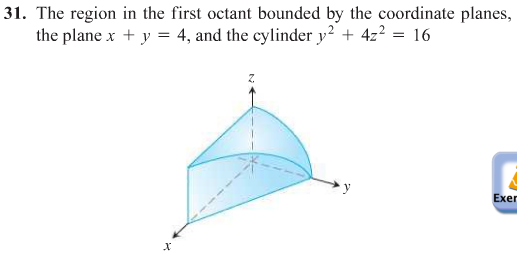 31. The region in the first octant bounded by the coordinate planes,
the plane x + y = 4, and the cylinder y² + 4z² = 16
z
y
x
Exer